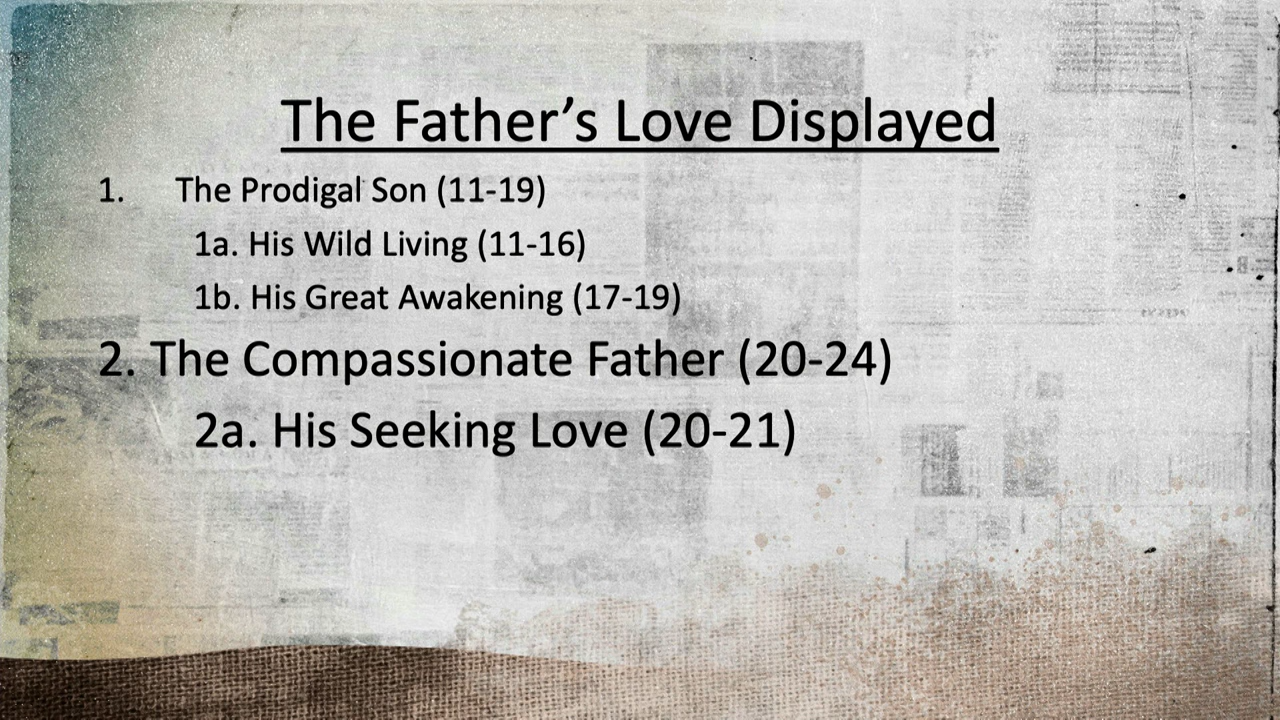 The Father’s Love Displayed
1. The Prodigal Son (11-19)
1a. His Wild Living (11-16)
1b. His Great Awakening (17-19)
2. The Compassionate Father (20-24)
2a. His Seeking Love (20-21)